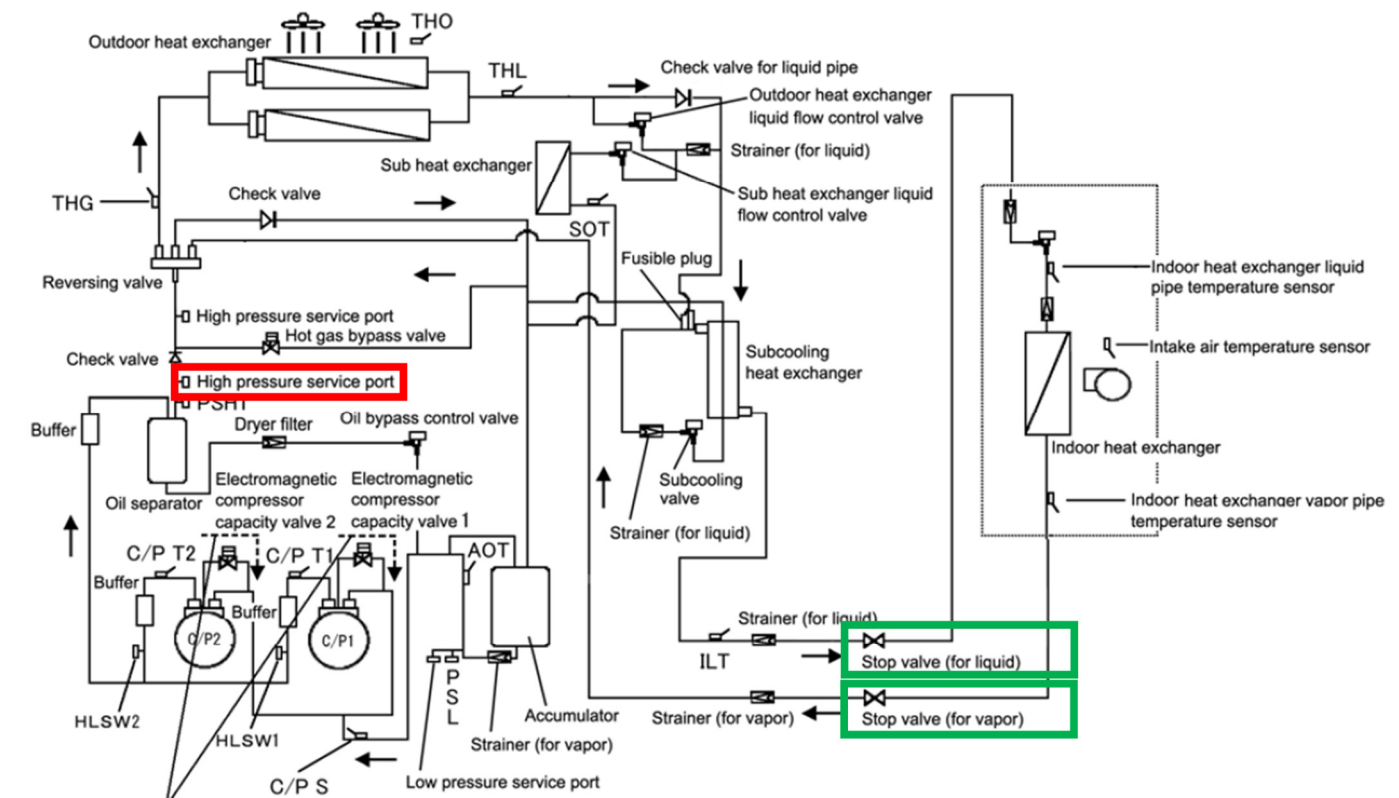 THO
Outdoor heat exchanger
THL
Check valve for liquid pipe
Outdoor heat exchanger
liquid flow control valve
Strainer (for liquid)
Sub heat exchanger
Sub heat exchanger liquid
flow control valve
THG
Check valve
SOT
Fusible plug
Reversing valve
Indoor heat exchanger liquid
pipe temperature sensor
High pressure service port
Hot gas bypass valve
Check valve
Subcooling
heat exchanger
Intake air temperature sensor
High pressure service port
PSH1
Buffer
Dryer filter
Oil bypass control valve
Indoor heat exchanger
Oil separator
Electromagnetic
compressor
capacity valve 2
Electromagnetic
compressor
capacity valve 1
Subcooling
valve
Strainer (for liquid)
Indoor heat exchanger vapor pipe
temperature sensor
C/P T2
C/P T1
AOT
Buffer
Buffer
C/P2
C/P1
Strainer (for liquid)
ILT
Stop valve (for liquid)
PSL
HLSW2
HLSW1
Accumulator
Strainer (for vapor)
Stop valve (for vapor)
Strainer (for vapor)
C/P S
Low pressure service port